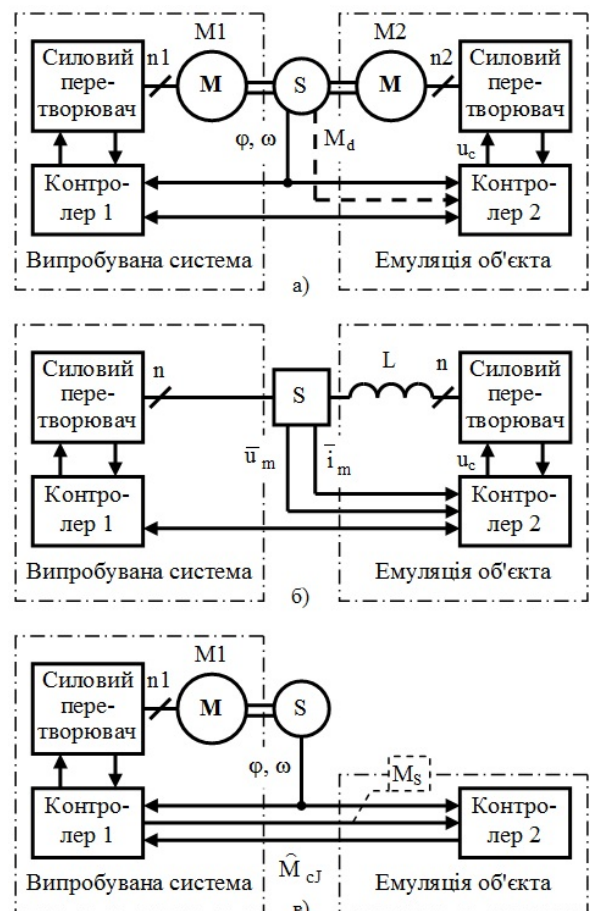 M1
M2
Силовий
пере-
творювач
n1
M
S
M
n2
Силовий
пере-
творювач
φ, ω
M_d
u_c
Контро-
лер 1
Контро-
лер 2
Випробувана система
Емуляція об'єкта
а)
Силовий
пере-
творювач
n
S
L
n
Силовий
пере-
творювач
u̅_m
i̅_m
u_c
Контро-
лер 1
Контро-
лер 2
Випробувана система
Емуляція об'єкта
б)
M1
Силовий
пере-
творювач
n1
M
S
φ, ω
M_S
Контро-
лер 1
Контро-
лер 2
M̂_cJ
Випробувана система
Емуляція об'єкта
в)